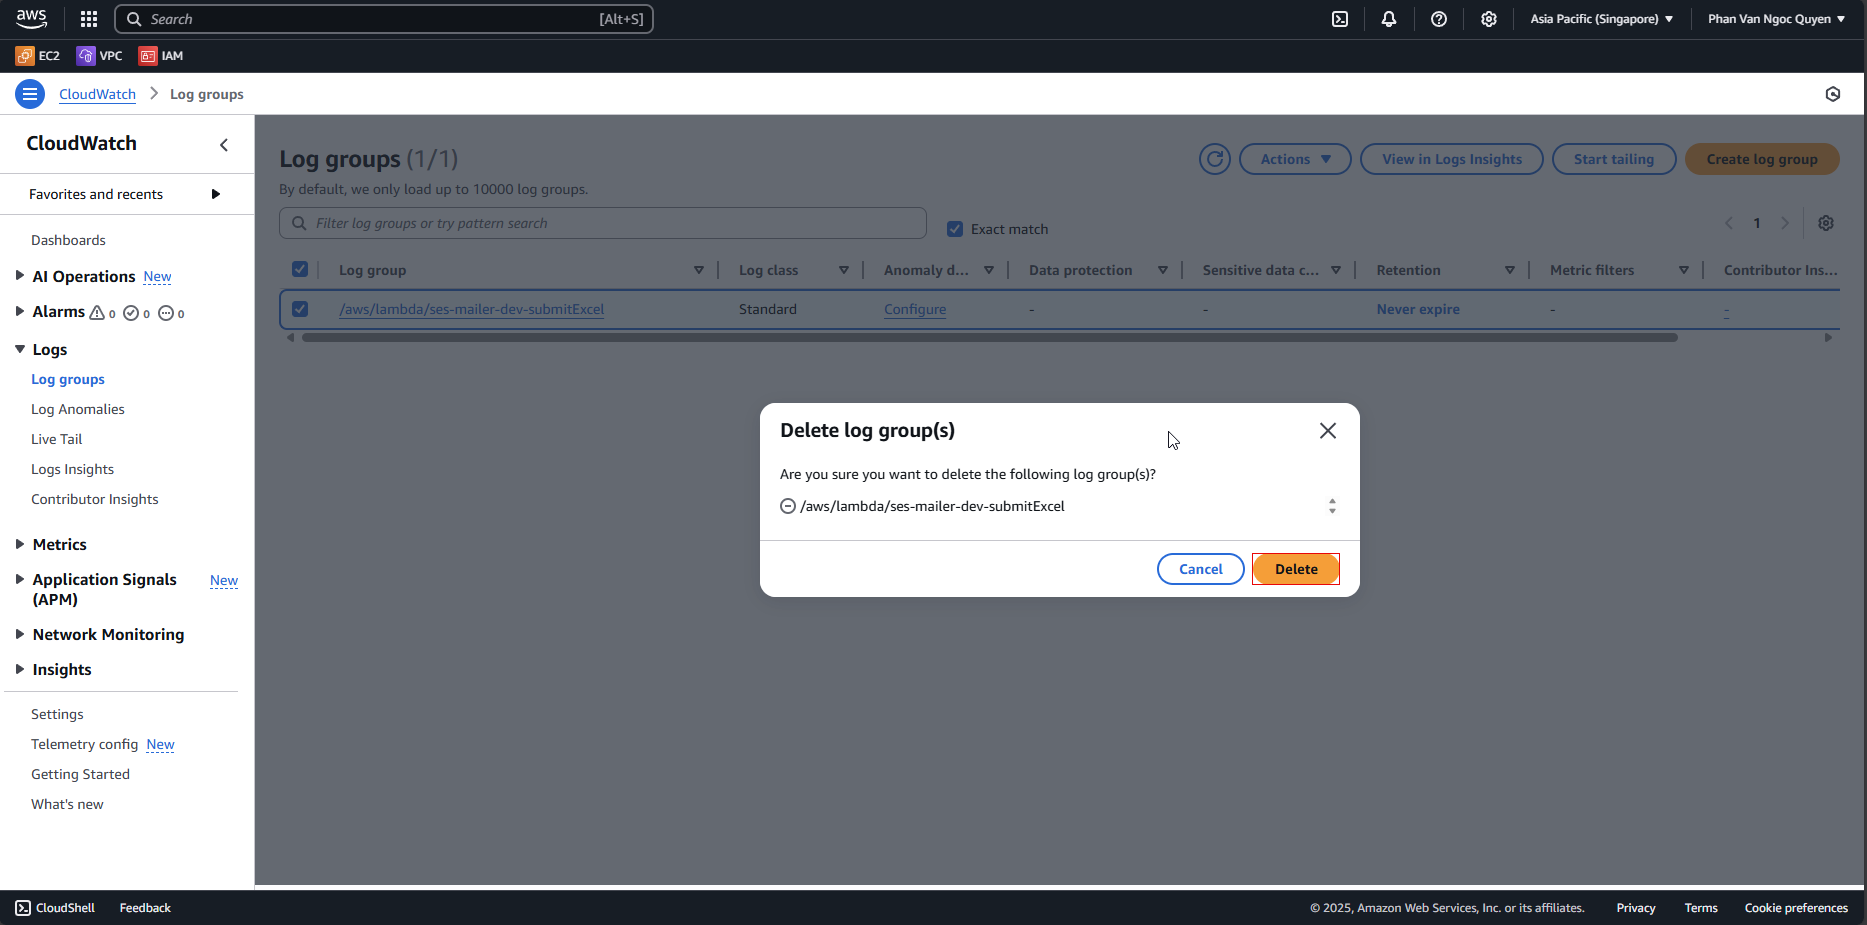 aws
Search
[Alt+S]
Asia Pacific (Singapore)
Phan Van Ngoc Quyen
EC2
VPC
IAM
CloudWatch
Log groups
CloudWatch
Favorites and recents
Dashboards
AI Operations New
Alarms 0 0 0
Logs
Log groups
Log Anomalies
Live Tail
Logs Insights
Contributor Insights
Metrics
Application Signals New
(APM)
Network Monitoring
Insights
Settings
Telemetry config New
Getting Started
What's new
Log groups (1/1)
Actions
View in Logs Insights
Start tailing
Create log group
By default, we only load up to 10000 log groups.
Filter log groups or try pattern search
Exact match
1
Log group
Log class
Anomaly d...
Data protection
Sensitive data c...
Retention
Metric filters
Contributor Ins...
/aws/lambda/ses-mailer-dev-submitExcel
Standard
Configure
-
-
Never expire
-
-
Delete log group(s)
Are you sure you want to delete the following log group(s)?
/aws/lambda/ses-mailer-dev-submitExcel
Cancel
Delete
CloudShell
Feedback
© 2025, Amazon Web Services, Inc. or its affiliates.
Privacy
Terms
Cookie preferences